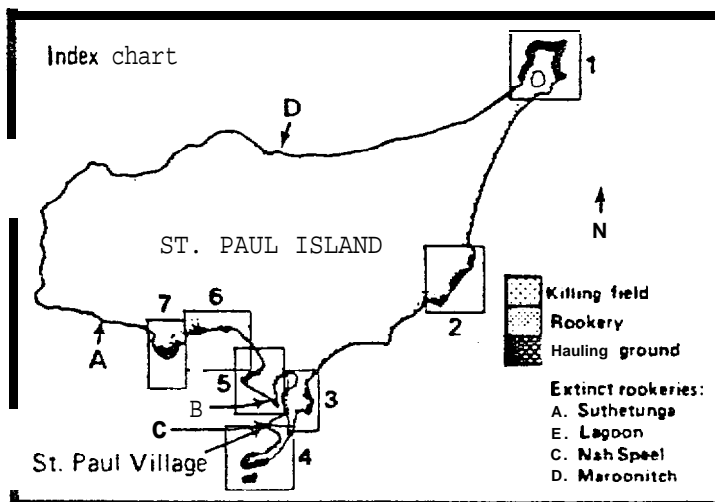 Index chart
1
D
N
ST. PAUL ISLAND
2
7
6
A
5
B
3
C
4
St. Paul Village
Killing field
Rookery
Hauling ground
Extinct rookeries:
A. Suthetunga
E. Lagoon
C. Nah Speel
D. Maroonitch